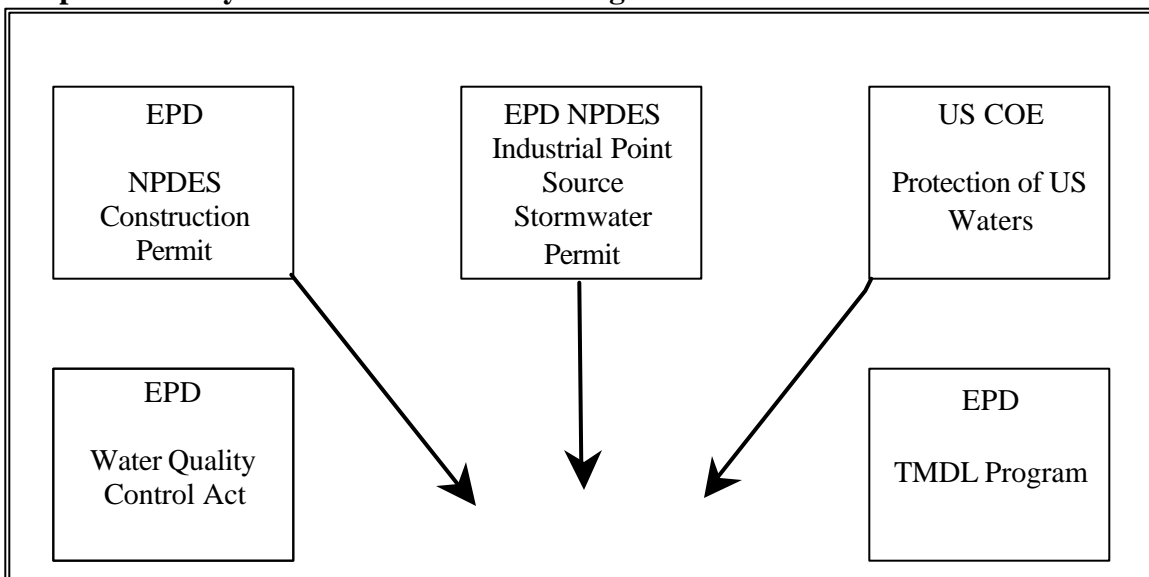 EPD
NPDES
Construction
Permit
EPD NPDES
Industrial Point
Source
Stormwater
Permit
US COE
Protection of US
Waters
EPD
Water Quality
Control Act
EPD
TMDL Program